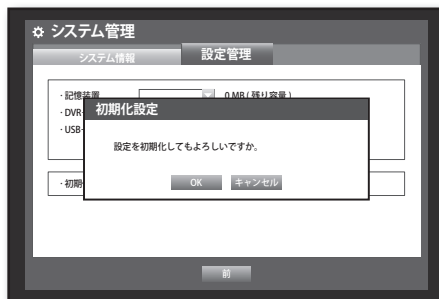 システム管理
システム情報
設定管理
・記憶装置 0 MB ( 残り容量 )
・DVR
・USB
初期化設定
設定を初期化してもよろしいですか。
・初期
OK キャンセル
前